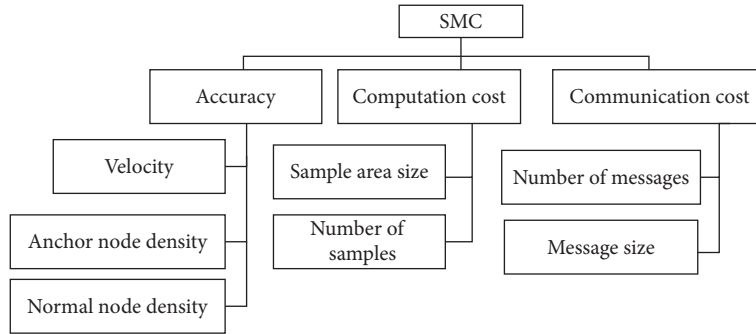 SMC
Accuracy
Computation cost
Communication cost
Velocity
Anchor node density
Normal node density
Sample area size
Number of
samples
Number of messages
Message size